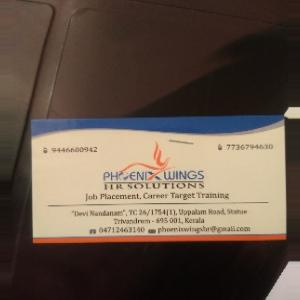 9446680942
7736794630
PHOENIX WINGS
HR SOLUTIONS
Job Placement, Career Target Training
"Devi Nandanam", TC 26/1754(1), Uppalam Road, Statue
Trivandrum - 695 001, Kerala
04712463140 phoenixwingshr@gmail.com